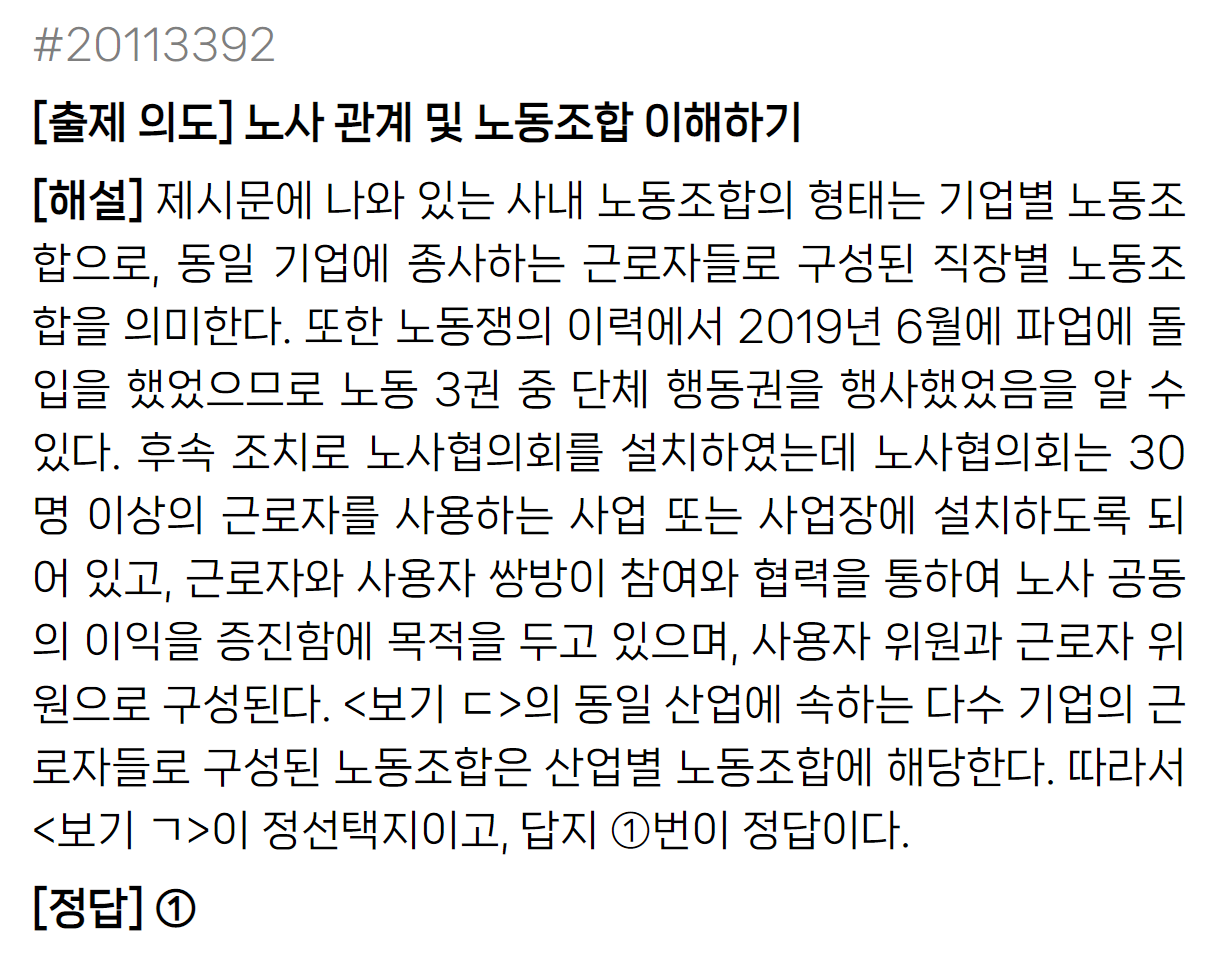 #20113392
[출제 의도] 노사 관계 및 노동조합 이해하기
[해설] 제시문에 나와 있는 사내 노동조합의 형태는 기업별 노동조
합으로, 동일 기업에 종사하는 근로자들로 구성된 직장별 노동조
합을 의미한다. 또한 노동쟁의 이력에서 2019년 6월에 파업에 돌
입을 했었으므로 노동 3권 중 단체 행동권을 행사했었음을 알 수
있다. 후속 조치로 노사협의회를 설치하였는데 노사협의회는 30
명 이상의 근로자를 사용하는 사업 또는 사업장에 설치하도록 되
어 있고, 근로자와 사용자 쌍방이 참여와 협력을 통하여 노사 공동
의 이익을 증진함에 목적을 두고 있으며, 사용자 위원과 근로자 위
원으로 구성된다. <보기 ㄷ>의 동일 산업에 속하는 다수 기업의 근
로자들로 구성된 노동조합은 산업별 노동조합에 해당한다. 따라서
<보기 ㄱ>이 정선택지이고, 답지 ①번이 정답이다.
[정답] ①